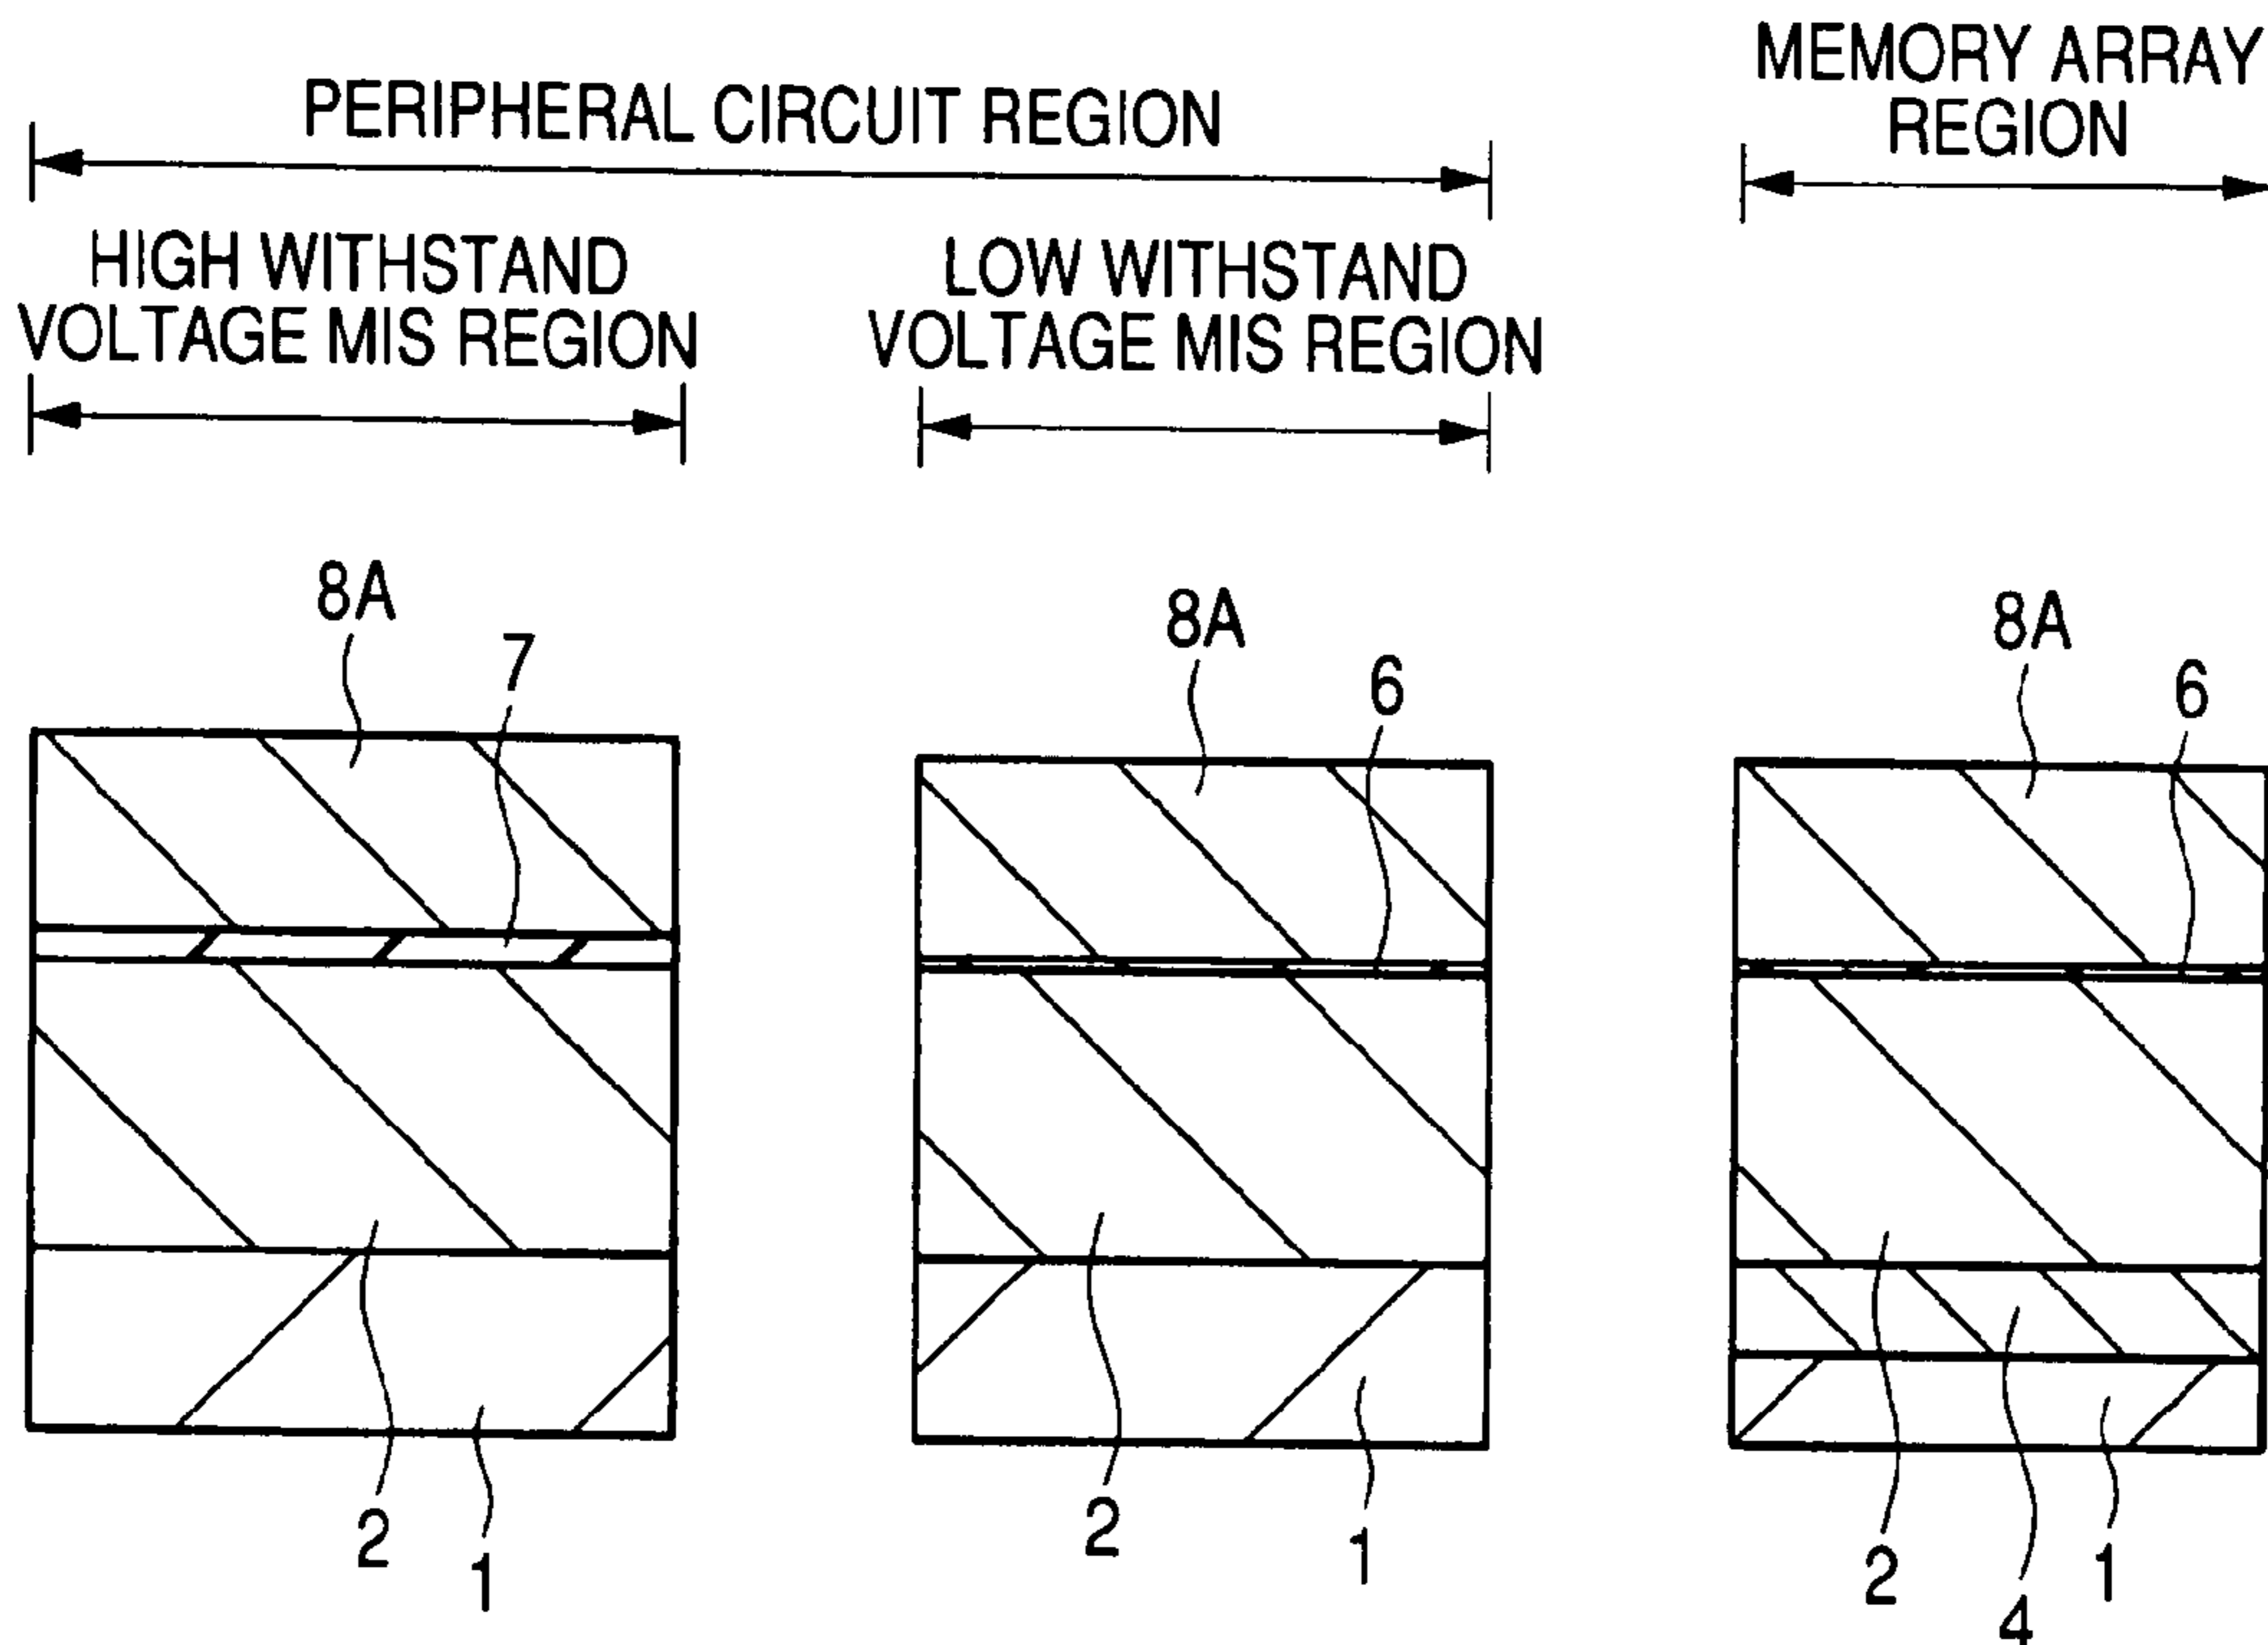 PERIPHERAL CIRCUIT REGION
MEMORY ARRAY
REGION
HIGH WITHSTAND
VOLTAGE MIS REGION
LOW WITHSTAND
VOLTAGE MIS REGION
8A
7
8A
6
8A
6
2
1
2
1
2
4
1